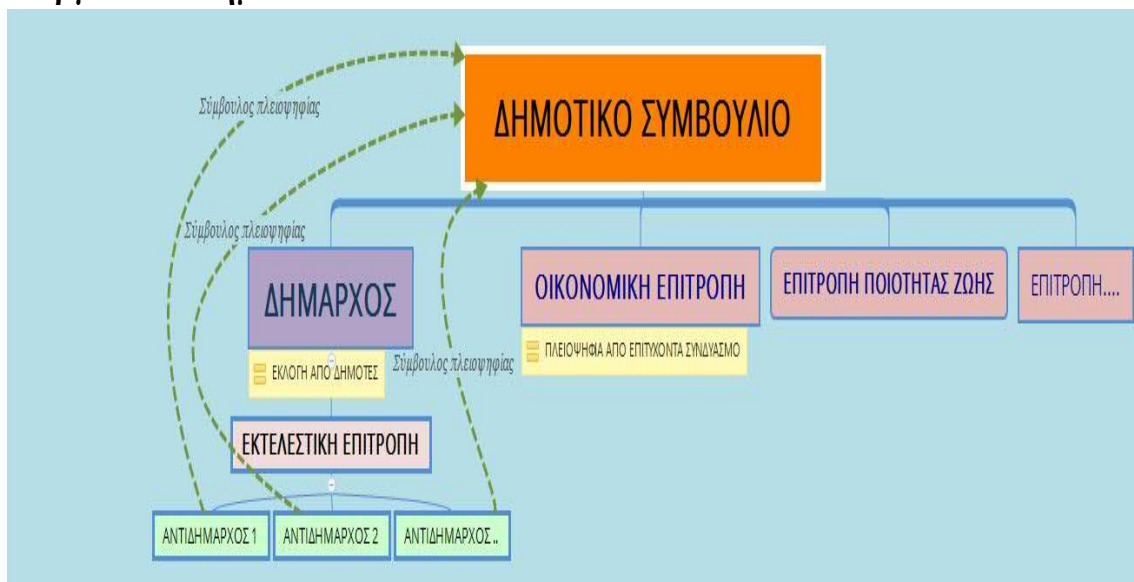 Σύμβουλος πλειοψηφίας
ΔΗΜΟΤΙΚΟ ΣΥΜΒΟΥΛΙΟ
Σύμβουλος πλειοψηφίας
ΔΗΜΑΡΧΟΣ
ΟΙΚΟΝΟΜΙΚΗ ΕΠΙΤΡΟΠΗ
ΕΠΙΤΡΟΠΗ ΠΟΙΟΤΗΤΑΣ ΖΩΗΣ
ΕΠΙΤΡΟΠΗ....
ΕΚΛΟΓΗ ΑΠΟ ΔΗΜΟΤΕΣ
Σύμβουλος πλειοψηφίας
ΠΛΕΙΟΨΗΦΙΑ ΑΠΟ ΕΠΙΤΥΧΟΝΤΑ ΣΥΝΔΥΑΣΜΟ
ΕΚΤΕΛΕΣΤΙΚΗ ΕΠΙΤΡΟΠΗ
ΑΝΤΙΔΗΜΑΡΧΟΣ 1
ΑΝΤΙΔΗΜΑΡΧΟΣ 2
ΑΝΤΙΔΗΜΑΡΧΟΣ ..